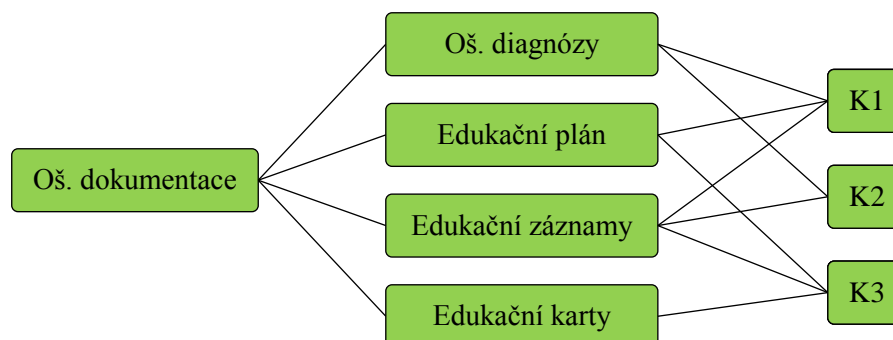 Oš. dokumentace
Oš. diagnózy
Edukační plán
Edukační záznamy
Edukační karty
K1
K2
K3